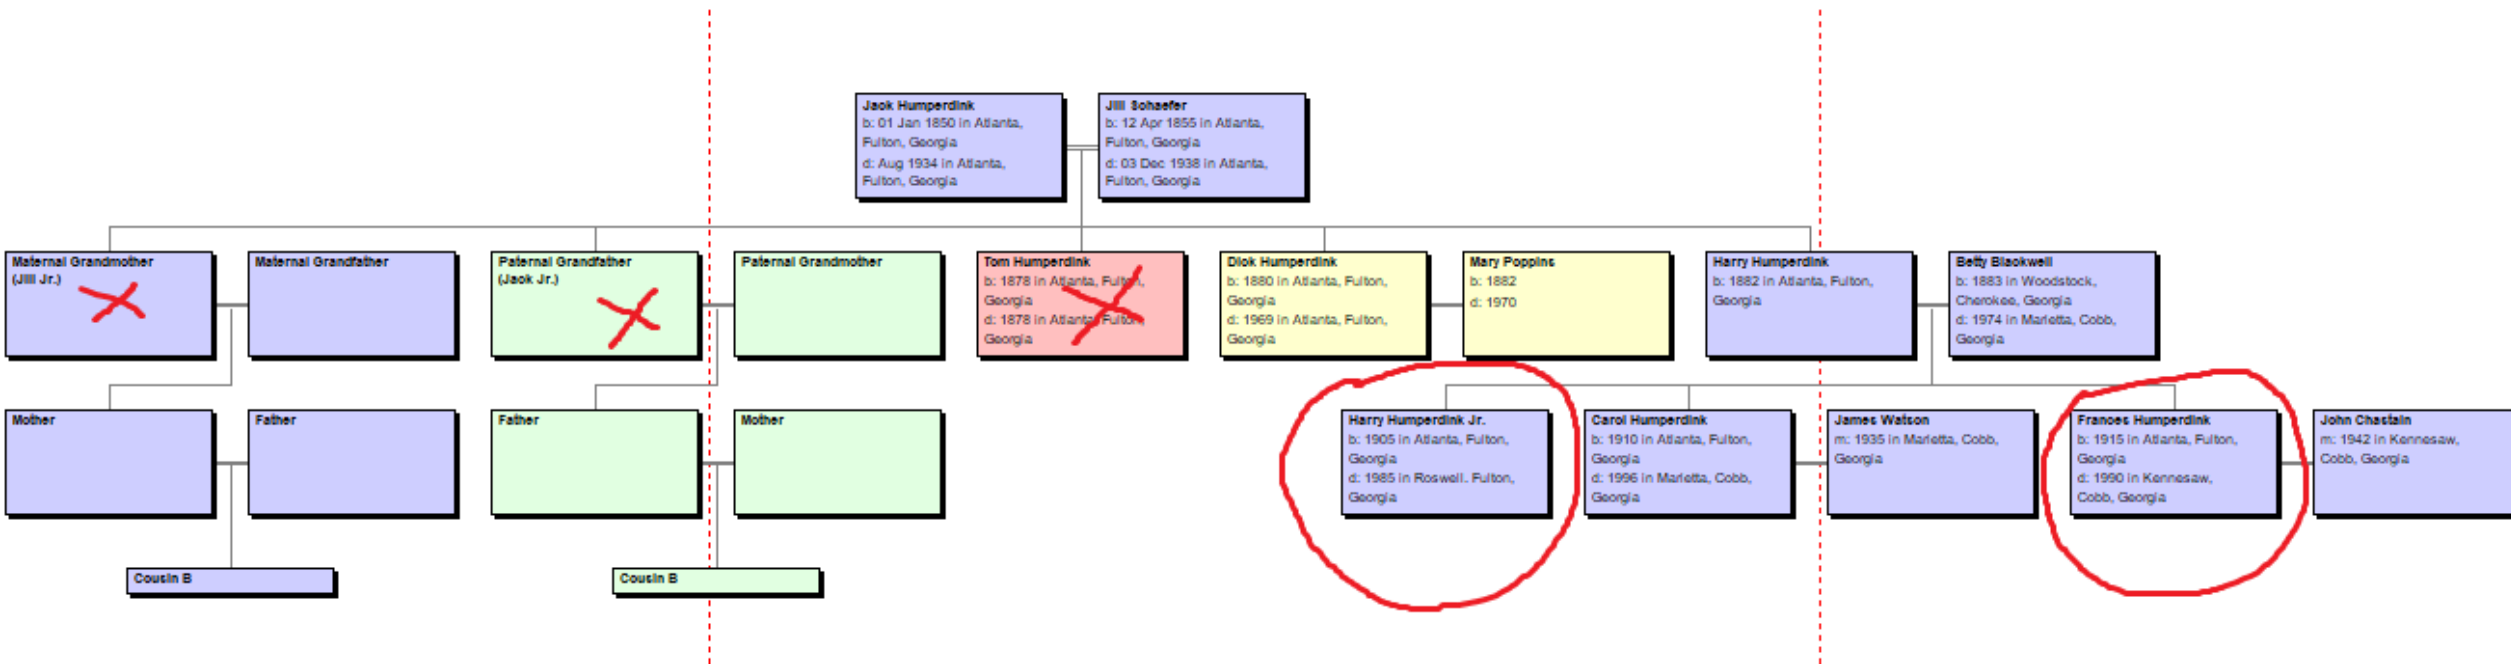 Jack Humperdink
b: 01 Jan 1850 in Atlanta,
Fulton, Georgia
d: Aug 1934 in Atlanta,
Fulton, Georgia
Jill Schaefer
b: 12 Apr 1855 in Atlanta,
Fulton, Georgia
d: 03 Dec 1938 in Atlanta,
Fulton, Georgia
Maternal Grandmother
(Jill Jr.)
Maternal Grandfather
Paternal Grandfather
(Jack Jr.)
Paternal Grandmother
Tom Humperdink
b: 1878 in Atlanta, Fulton,
Georgia
d: 1878 in Atlanta, Fulton,
Georgia
Dick Humperdink
b: 1880 in Atlanta, Fulton,
Georgia
d: 1969 in Atlanta, Fulton,
Georgia
Mary Poppins
b: 1882
d: 1970
Harry Humperdink
b: 1882 in Atlanta, Fulton,
Georgia
Betty Blackwell
b: 1883 in Woodstock,
Cherokee, Georgia
d: 1974 in Marietta, Cobb,
Georgia
Mother
Father
Father
Mother
Harry Humperdink Jr.
b: 1905 in Atlanta, Fulton,
Georgia
d: 1985 in Roswell. Fulton,
Georgia
Carol Humperdink
b: 1910 in Atlanta, Fulton,
Georgia
d: 1996 in Marietta, Cobb,
Georgia
James Watson
m: 1935 in Marietta, Cobb,
Georgia
Frances Humperdink
b: 1915 in Atlanta, Fulton,
Georgia
d: 1990 in Kennesaw,
Cobb, Georgia
John Chastain
m: 1942 in Kennesaw,
Cobb, Georgia
Cousin B
Cousin B